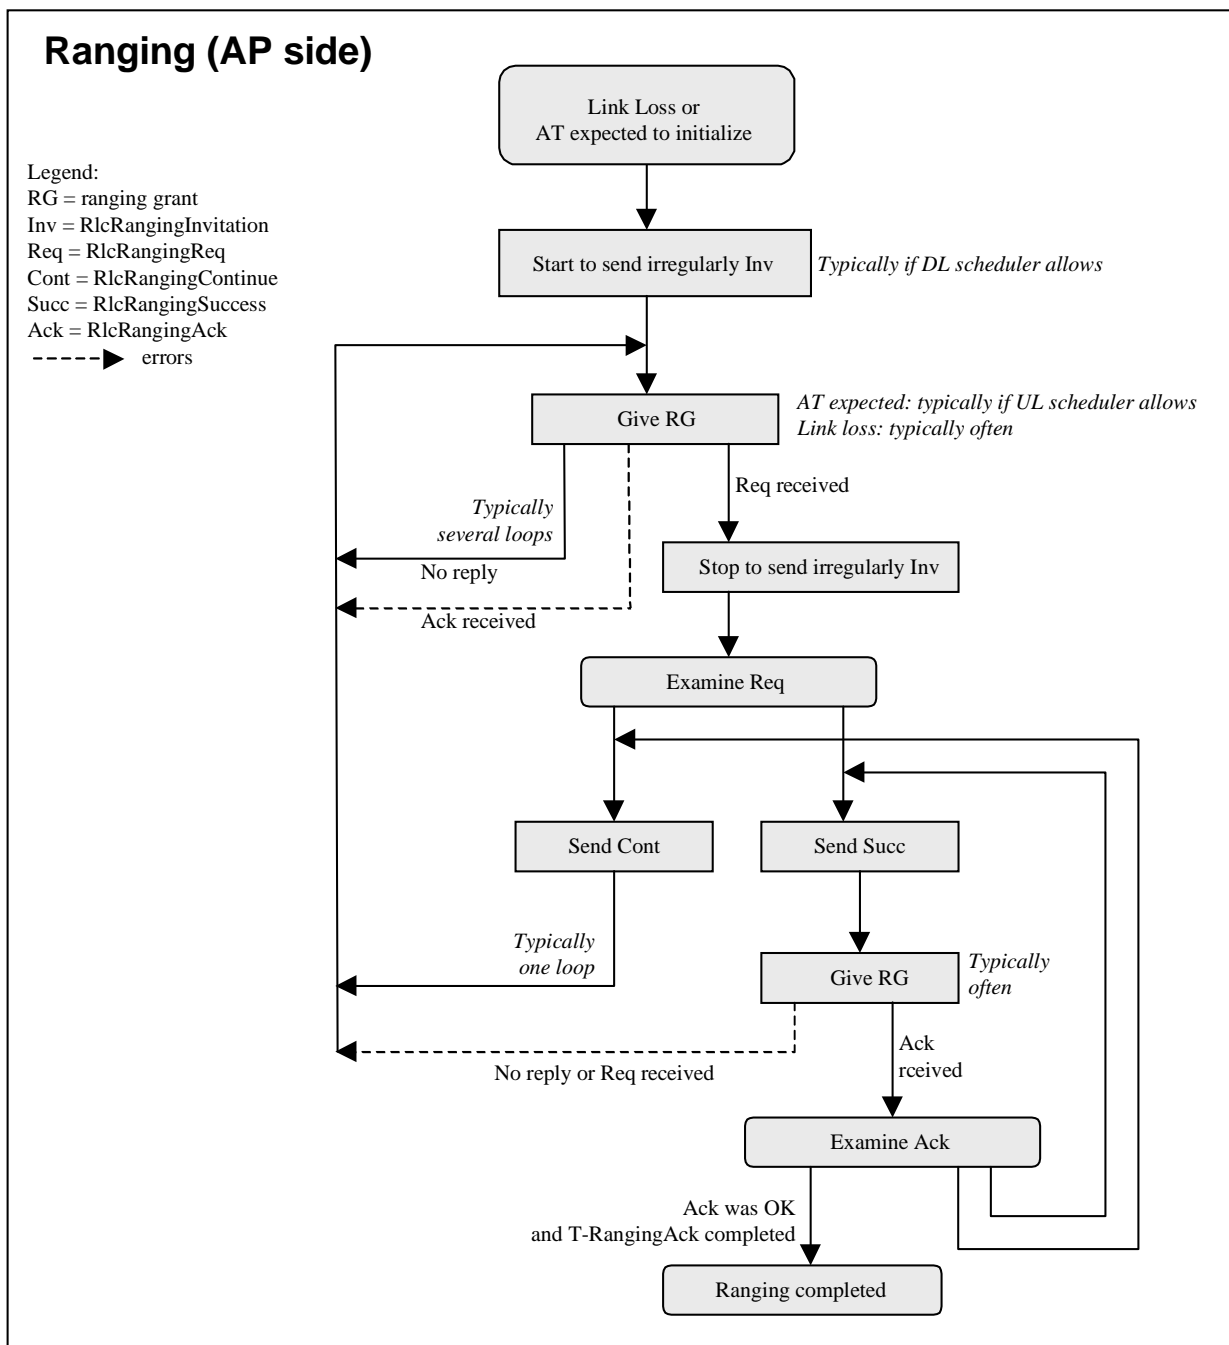 Ranging (AP side)
Link Loss or
AT expected to initialize
Legend:
RG = ranging grant
Inv = RlcRangingInvitation
Req = RlcRangingReq
Cont = RlcRangingContinue
Succ = RlcRangingSuccess
Ack = RlcRangingAck
errors
Start to send irregularly Inv
Typically if DL scheduler allows
Give RG
AT expected: typically if UL scheduler allows
Link loss: typically often
Req received
Typically
several loops
No reply
Stop to send irregularly Inv
Ack received
Examine Req
Send Cont
Send Succ
Typically
one loop
Give RG
Typically
often
No reply or Req received
Ack
rceived
Examine Ack
Ack was OK
and T-RangingAck completed
Ranging completed